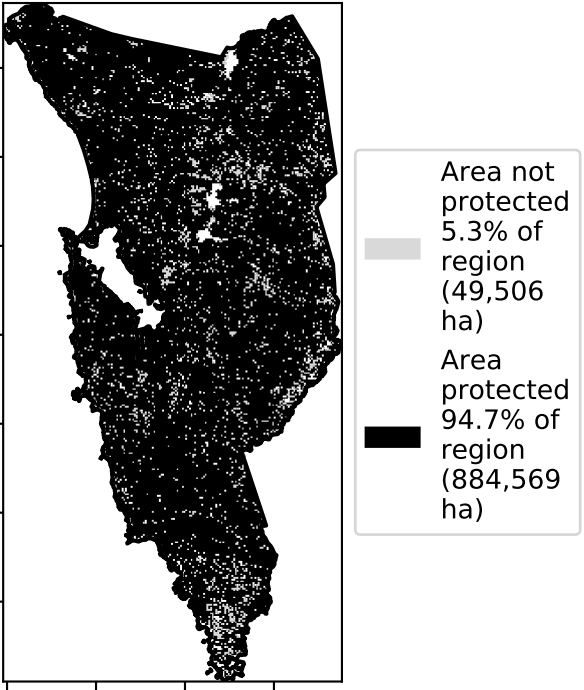 Area not
protected
5.3% of
region
(49,506
ha)
Area
protected
94.7% of
region
(884,569
ha)